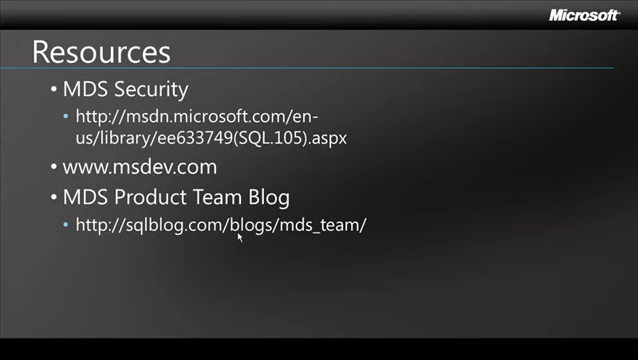 Microsoft
Resources
• MDS Security
• http://msdn.microsoft.com/en-
us/library/ee633749(SQL.105).aspx
• www.msdev.com
• MDS Product Team Blog
• http://sqlblog.com/blogs/mds_team/